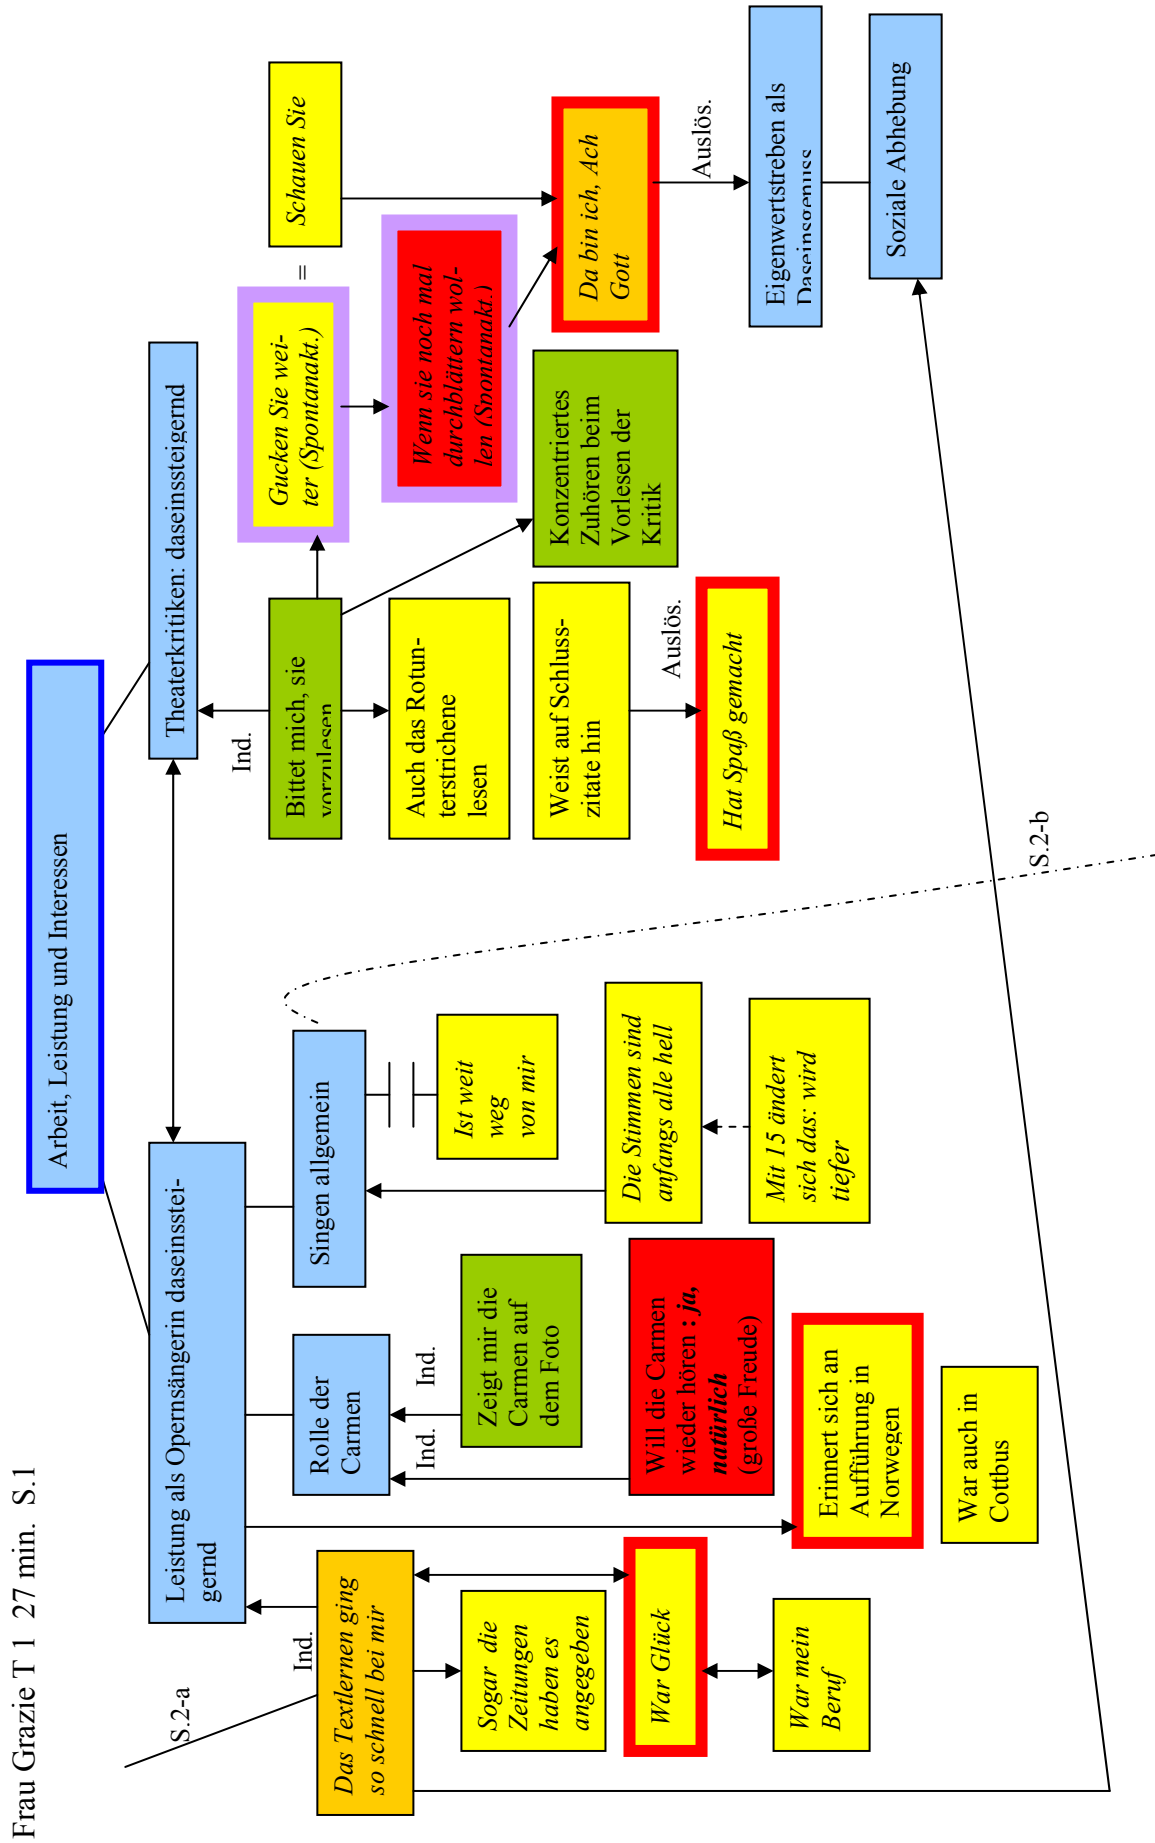 Frau Grazie T 1 27 min. S.1
Arbeit, Leistung und Interessen
Leistung als Opernsängerin daseinsstei-
gernd
Theaterkritiken: daseinssteigernd
S.2-a
Ind.
Das Textlernen ging
so schnell bei mir
Sogar die
Zeitungen
haben es
angegeben
War Glück
War mein
Beruf
Rolle der
Carmen
Ind.
Ind.
Zeigt mir die
Carmen auf
dem Foto
Will die Carmen
wieder hören : ja,
natürlich
(große Freude)
Erinnert sich an
Aufführung in
Norwegen
War auch in
Cottbus
Singen allgemein
Ist weit
weg
von mir
Die Stimmen sind
anfangs alle hell
Mit 15 ändert
sich das: wird
tiefer
S.2-b
Ind.
Bittet mich, sie
vorzulesen
Auch das Rotun-
terstrichene
lesen
Weist auf Schluss-
zitate hin
Auslös.
Hat Spaß gemacht
Gucken Sie wei-
ter (Spontanakt.)
=
Schauen Sie
Wenn sie noch mal
durchblättern wol-
len (Spontanakt.)
Konzentriertes
Zuhören beim
Vorlesen der
Kritik
Da bin ich, Ach
Gott
Auslös.
Eigenwertstreben als
Daseinsgenuss
Soziale Abhebung